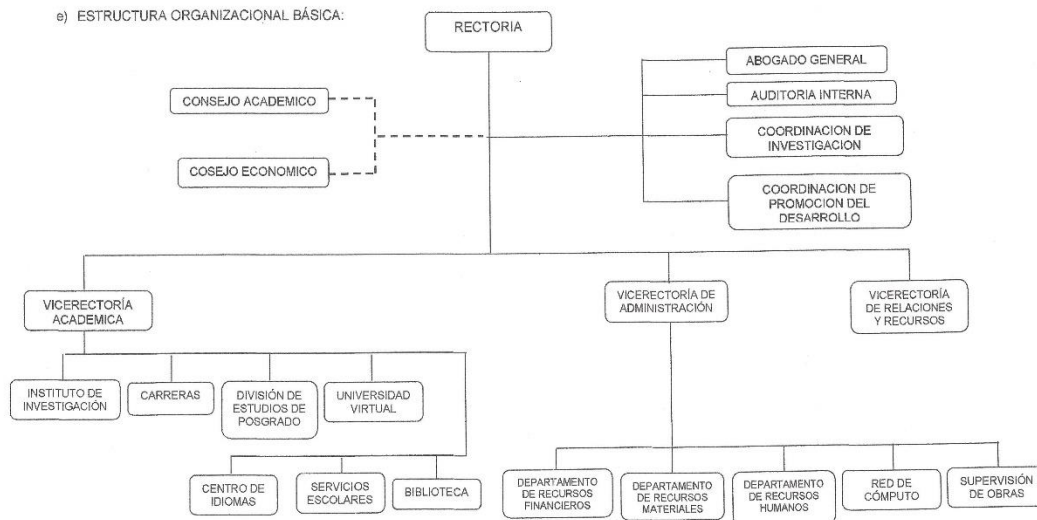 e) ESTRUCTURA ORGANIZACIONAL BÁSICA:
RECTORIA
ABOGADO GENERAL
AUDITORIA INTERNA
CONSEJO ACADEMICO
COORDINACION DE
INVESTIGACION
COSEJO ECONOMICO
COORDINACION DE
PROMOCION DEL
DESARROLLO
VICERECTORÍA
ACADEMICA
VICERECTORÍA DE
ADMINISTRACIÓN
VICERECTORÍA
DE RELACIONES
Y RECURSOS
INSTITUTO DE
INVESTIGACIÓN
CARRERAS
DIVISIÓN DE
ESTUDIOS DE
POSGRADO
UNIVERSIDAD
VIRTUAL
CENTRO DE
IDIOMAS
SERVICIOS
ESCOLARES
BIBLIOTECA
DEPARTAMENTO
DE RECURSOS
FINANCIEROS
DEPARTAMENTO
DE RECURSOS
MATERIALES
DEPARTAMENTO
DE RECURSOS
HUMANOS
RED DE
CÓMPUTO
SUPERVISIÓN
DE OBRAS